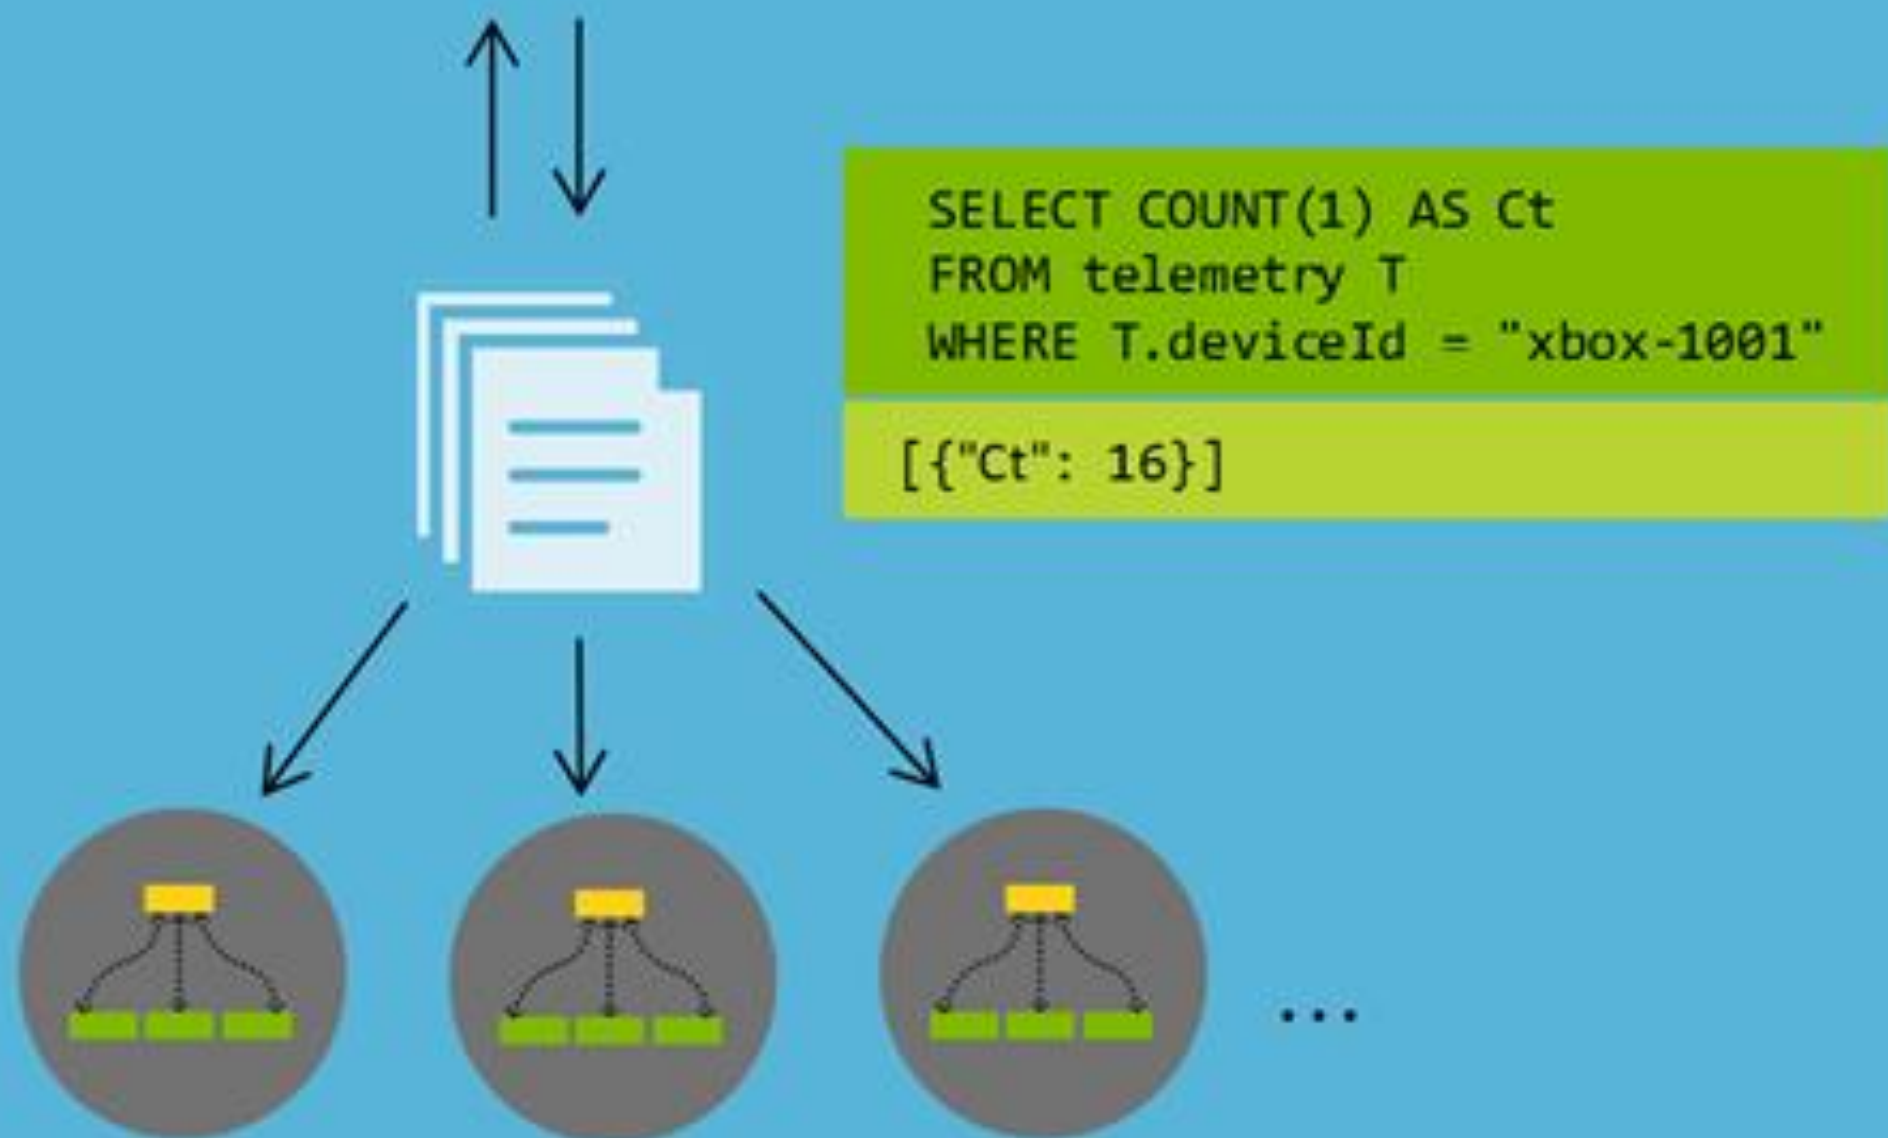 SELECT COUNT(1) AS Ct
FROM telemetry T
WHERE T.deviceId = "xbox-1001"
[{"Ct": 16}]
...